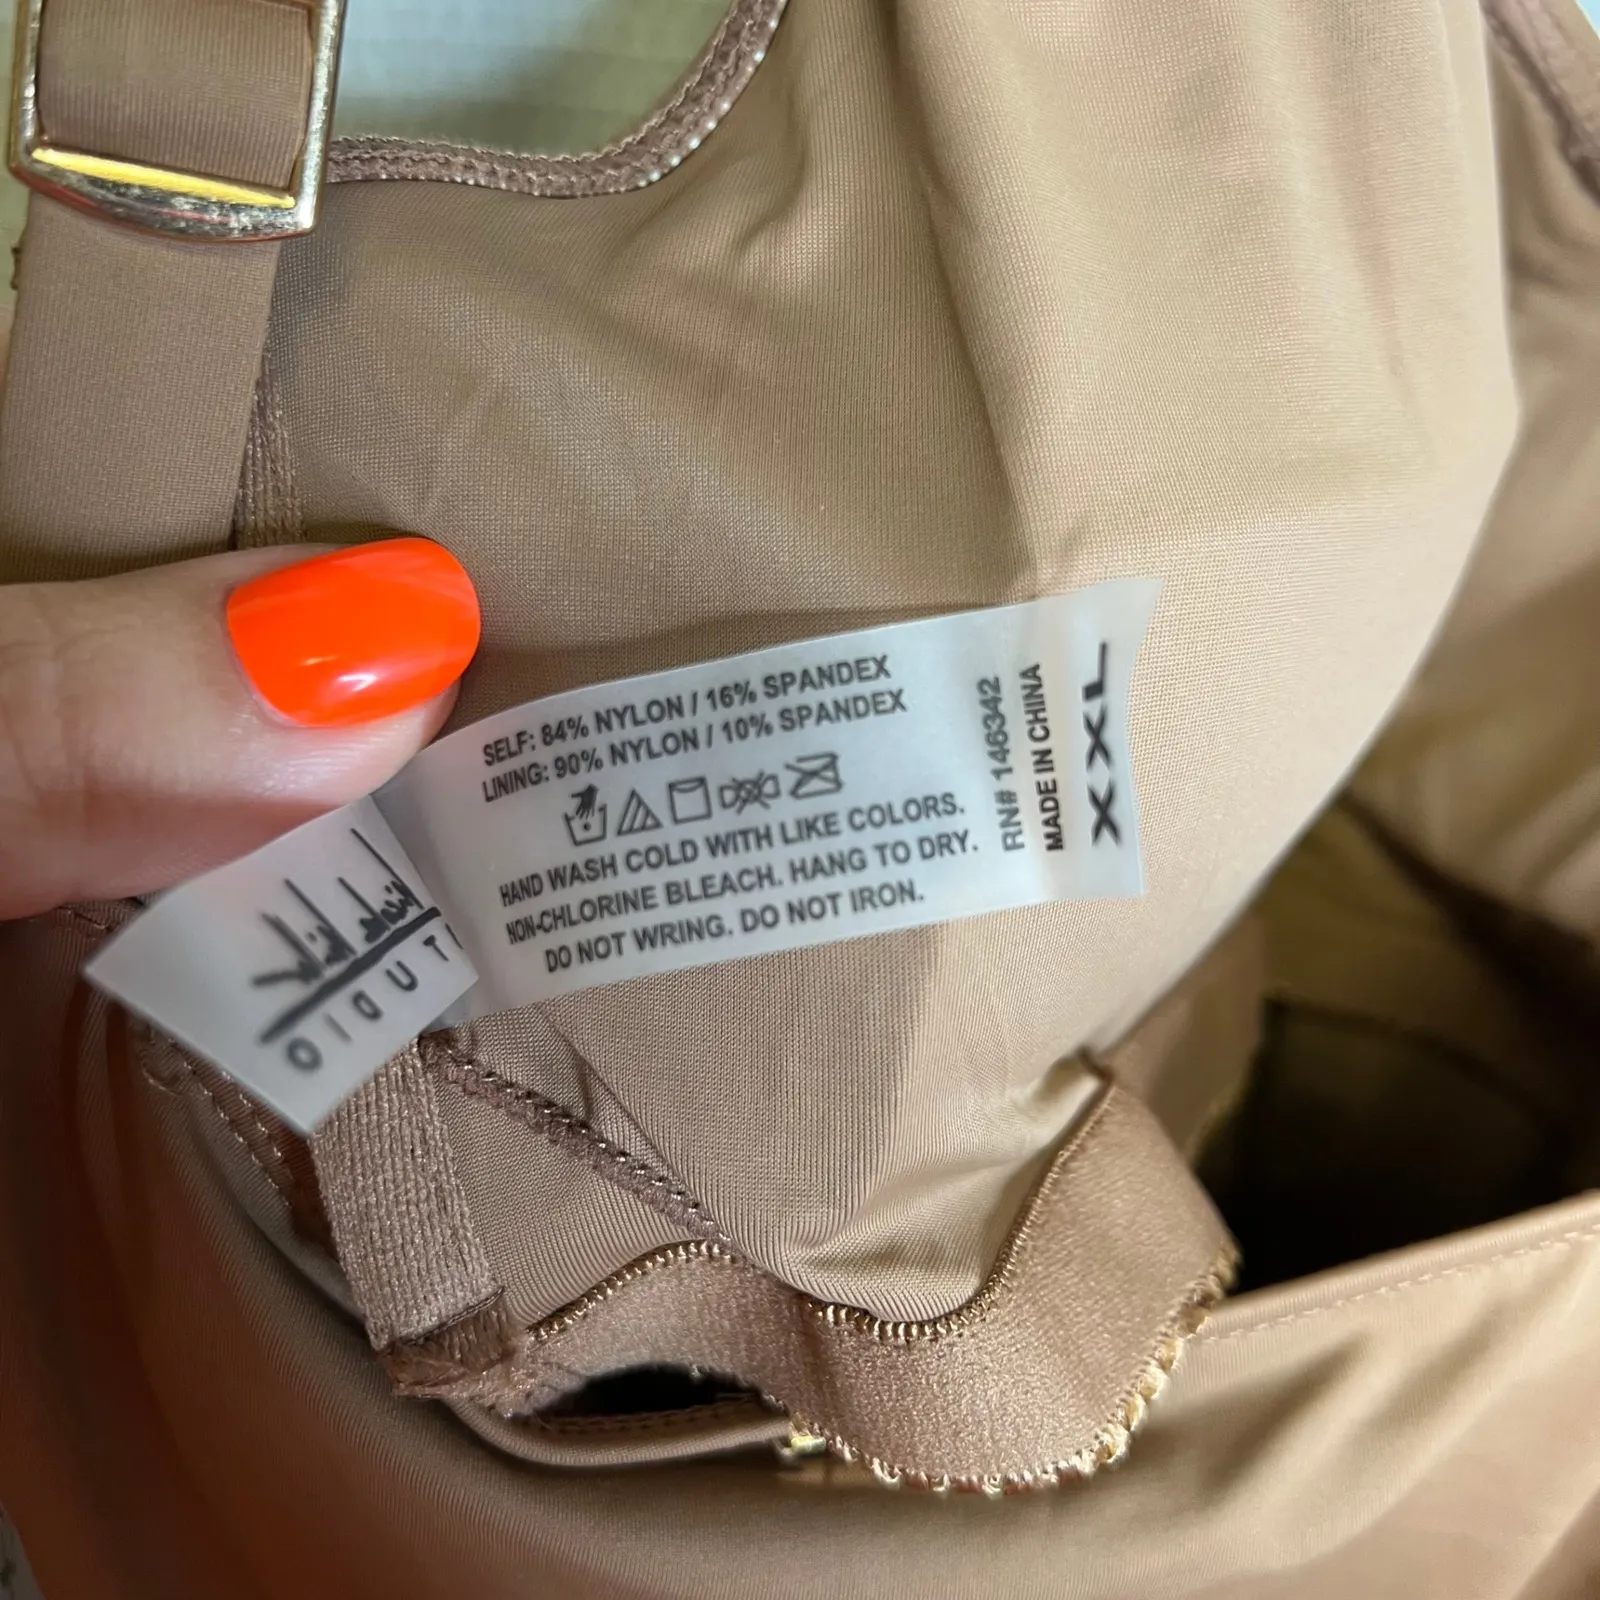 SELF: 84% NYLON / 16% SPANDEX
LINING: 90% NYLON / 10% SPANDEX
HAND WASH COLD WITH LIKE COLORS.
NON-CHLORINE BLEACH. HANG TO DRY.
DO NOT WRING. DO NOT IRON.
RN# 146342
MADE IN CHINA
XXL